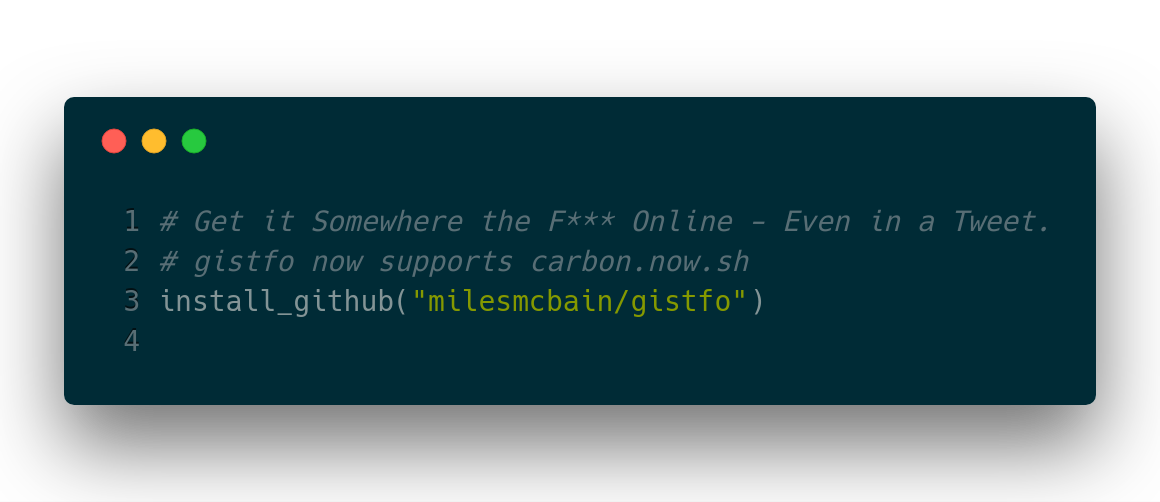 1 # Get it Somewhere the F*** Online - Even in a Tweet.
2 # gistfo now supports carbon.now.sh
3 install_github("milesmcbain/gistfo")
4